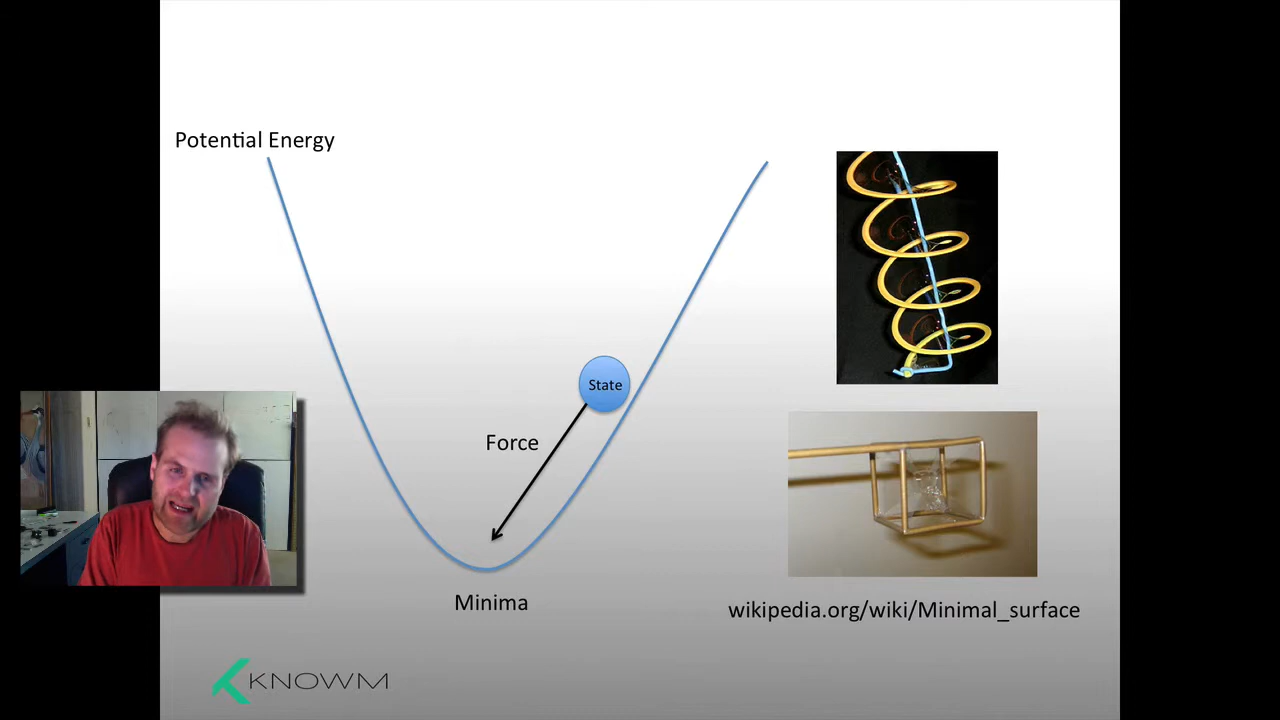 Potential Energy
State
Force
Minima
wikipedia.org/wiki/Minimal_surface
KNOWM